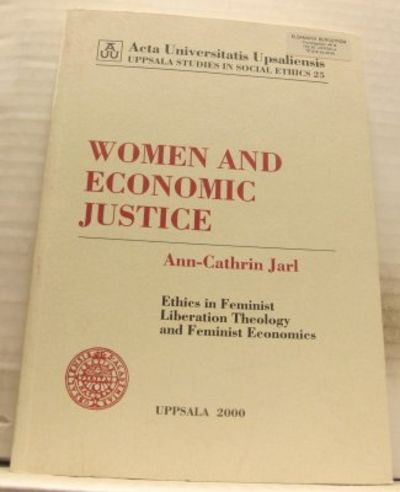 Acta Universitatis Upsaliensis
UPPSALA STUDIES IN SOCIAL ETHICS 25
WOMEN AND
ECONOMIC
JUSTICE
Ann-Cathrin Jarl
Ethics in Feminist
Liberation Theology
and Feminist Economics
UPPSALA 2000